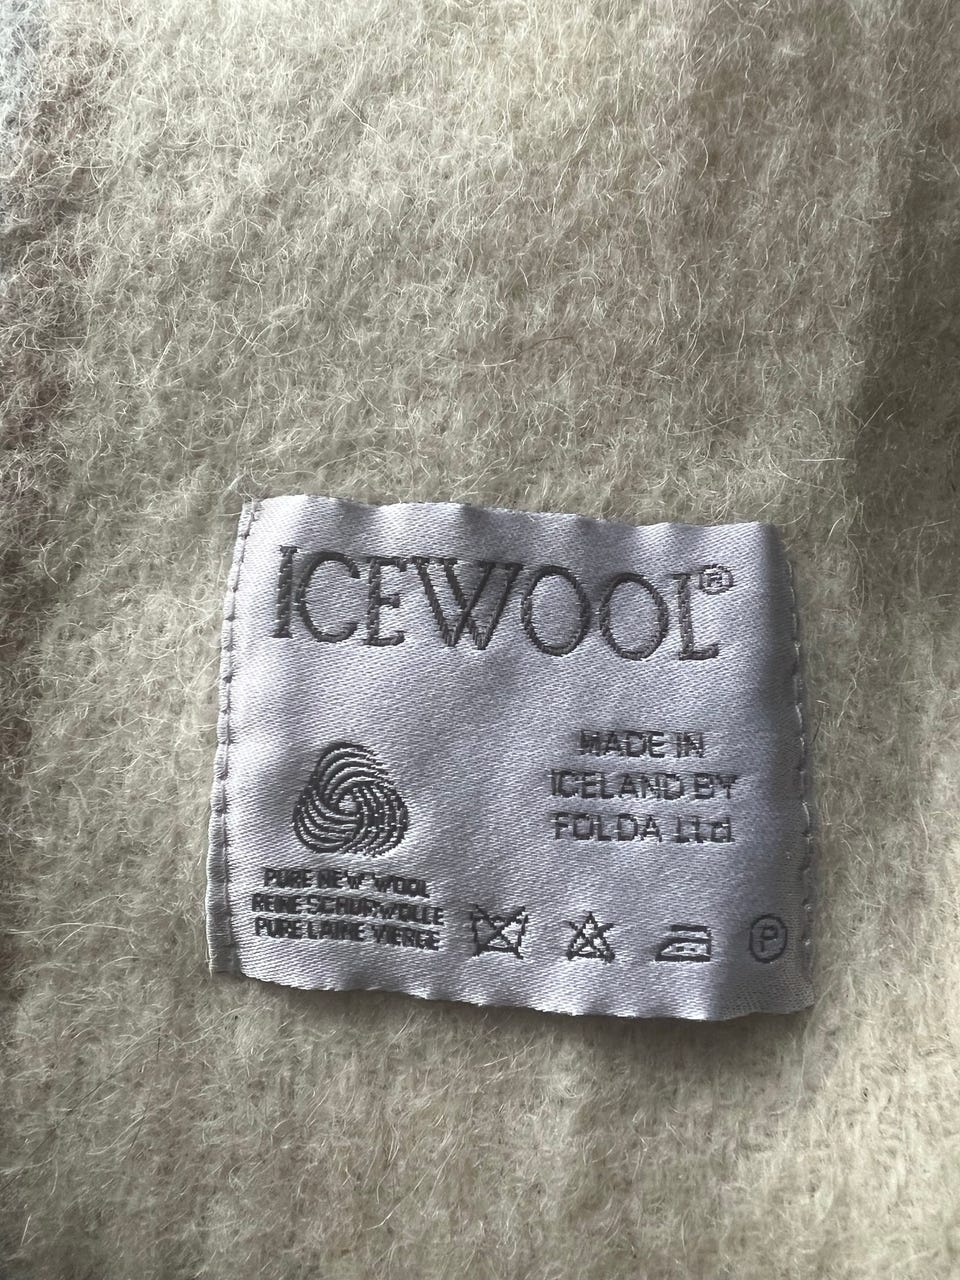 ICEWOOL®
MADE IN
ICELAND BY
FOLDA Ltd
PURE NEW WOOL
REINE SCHURWOLLE
PURE LAINE VIERGE
P